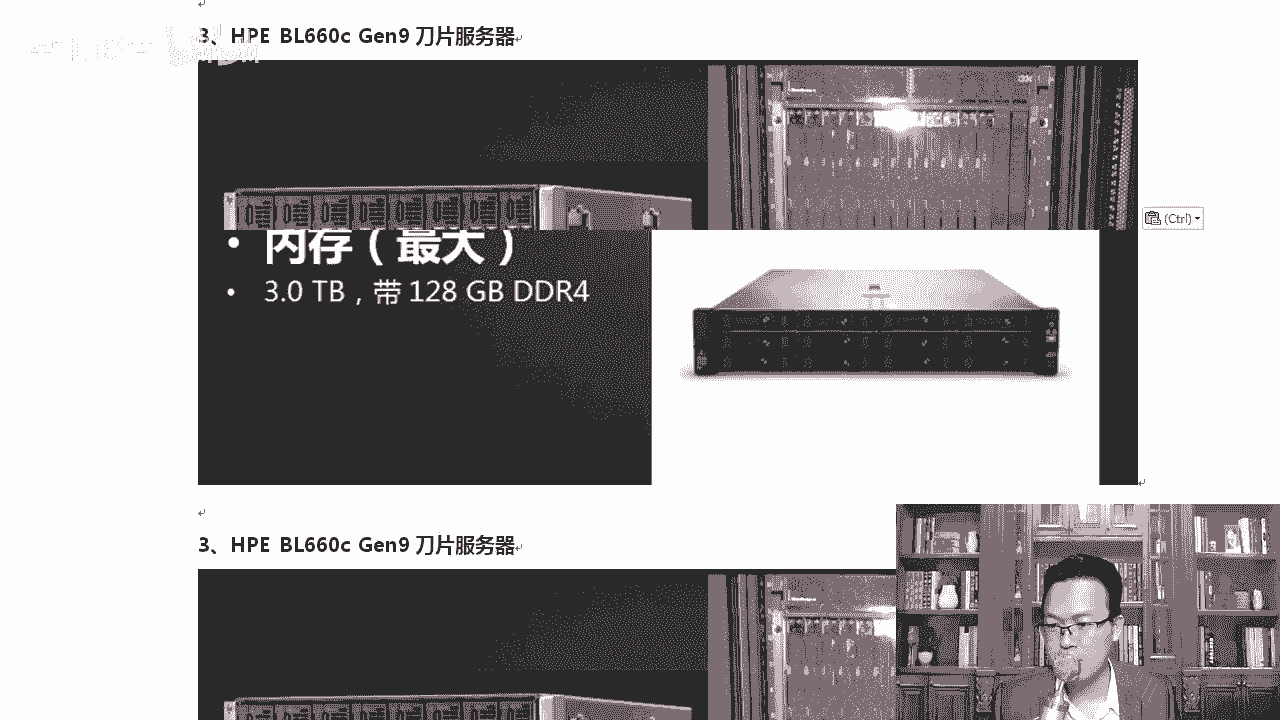 3、HPE BL660c Gen9 刀片服务器
(Ctrl)
• 内存（最大）
• 3.0 TB，带 128 GB DDR4
3、HPE BL660c Gen9 刀片服务器